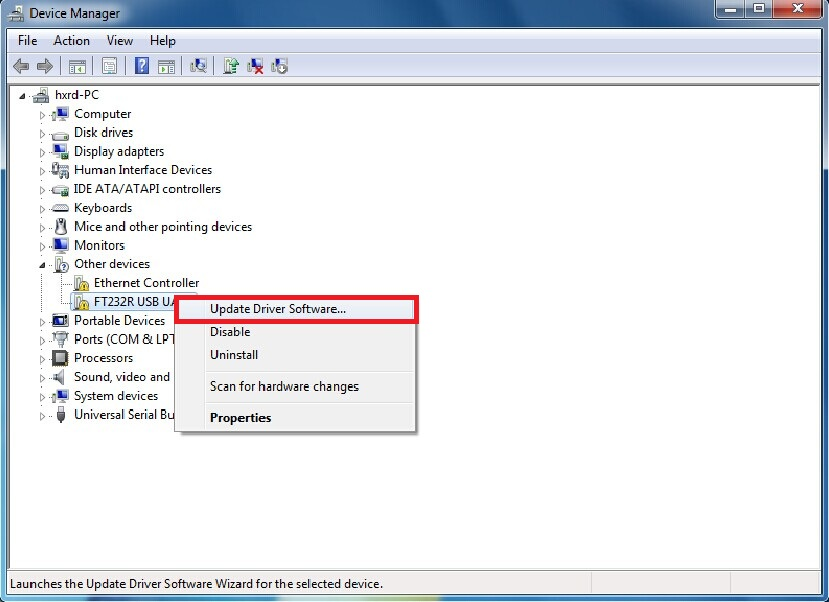 Device Manager
File Action View Help
hxrd-PC
Computer
Disk drives
Display adapters
Human Interface Devices
IDE ATA/ATAPI controllers
Keyboards
Mice and other pointing devices
Monitors
Other devices
Ethernet Controller
FT232R USB UA
Update Driver Software...
Portable Devices
Disable
Ports (COM & LPT
Uninstall
Processors
Sound, video and
Scan for hardware changes
System devices
Universal Serial Bu
Properties
Launches the Update Driver Software Wizard for the selected device.